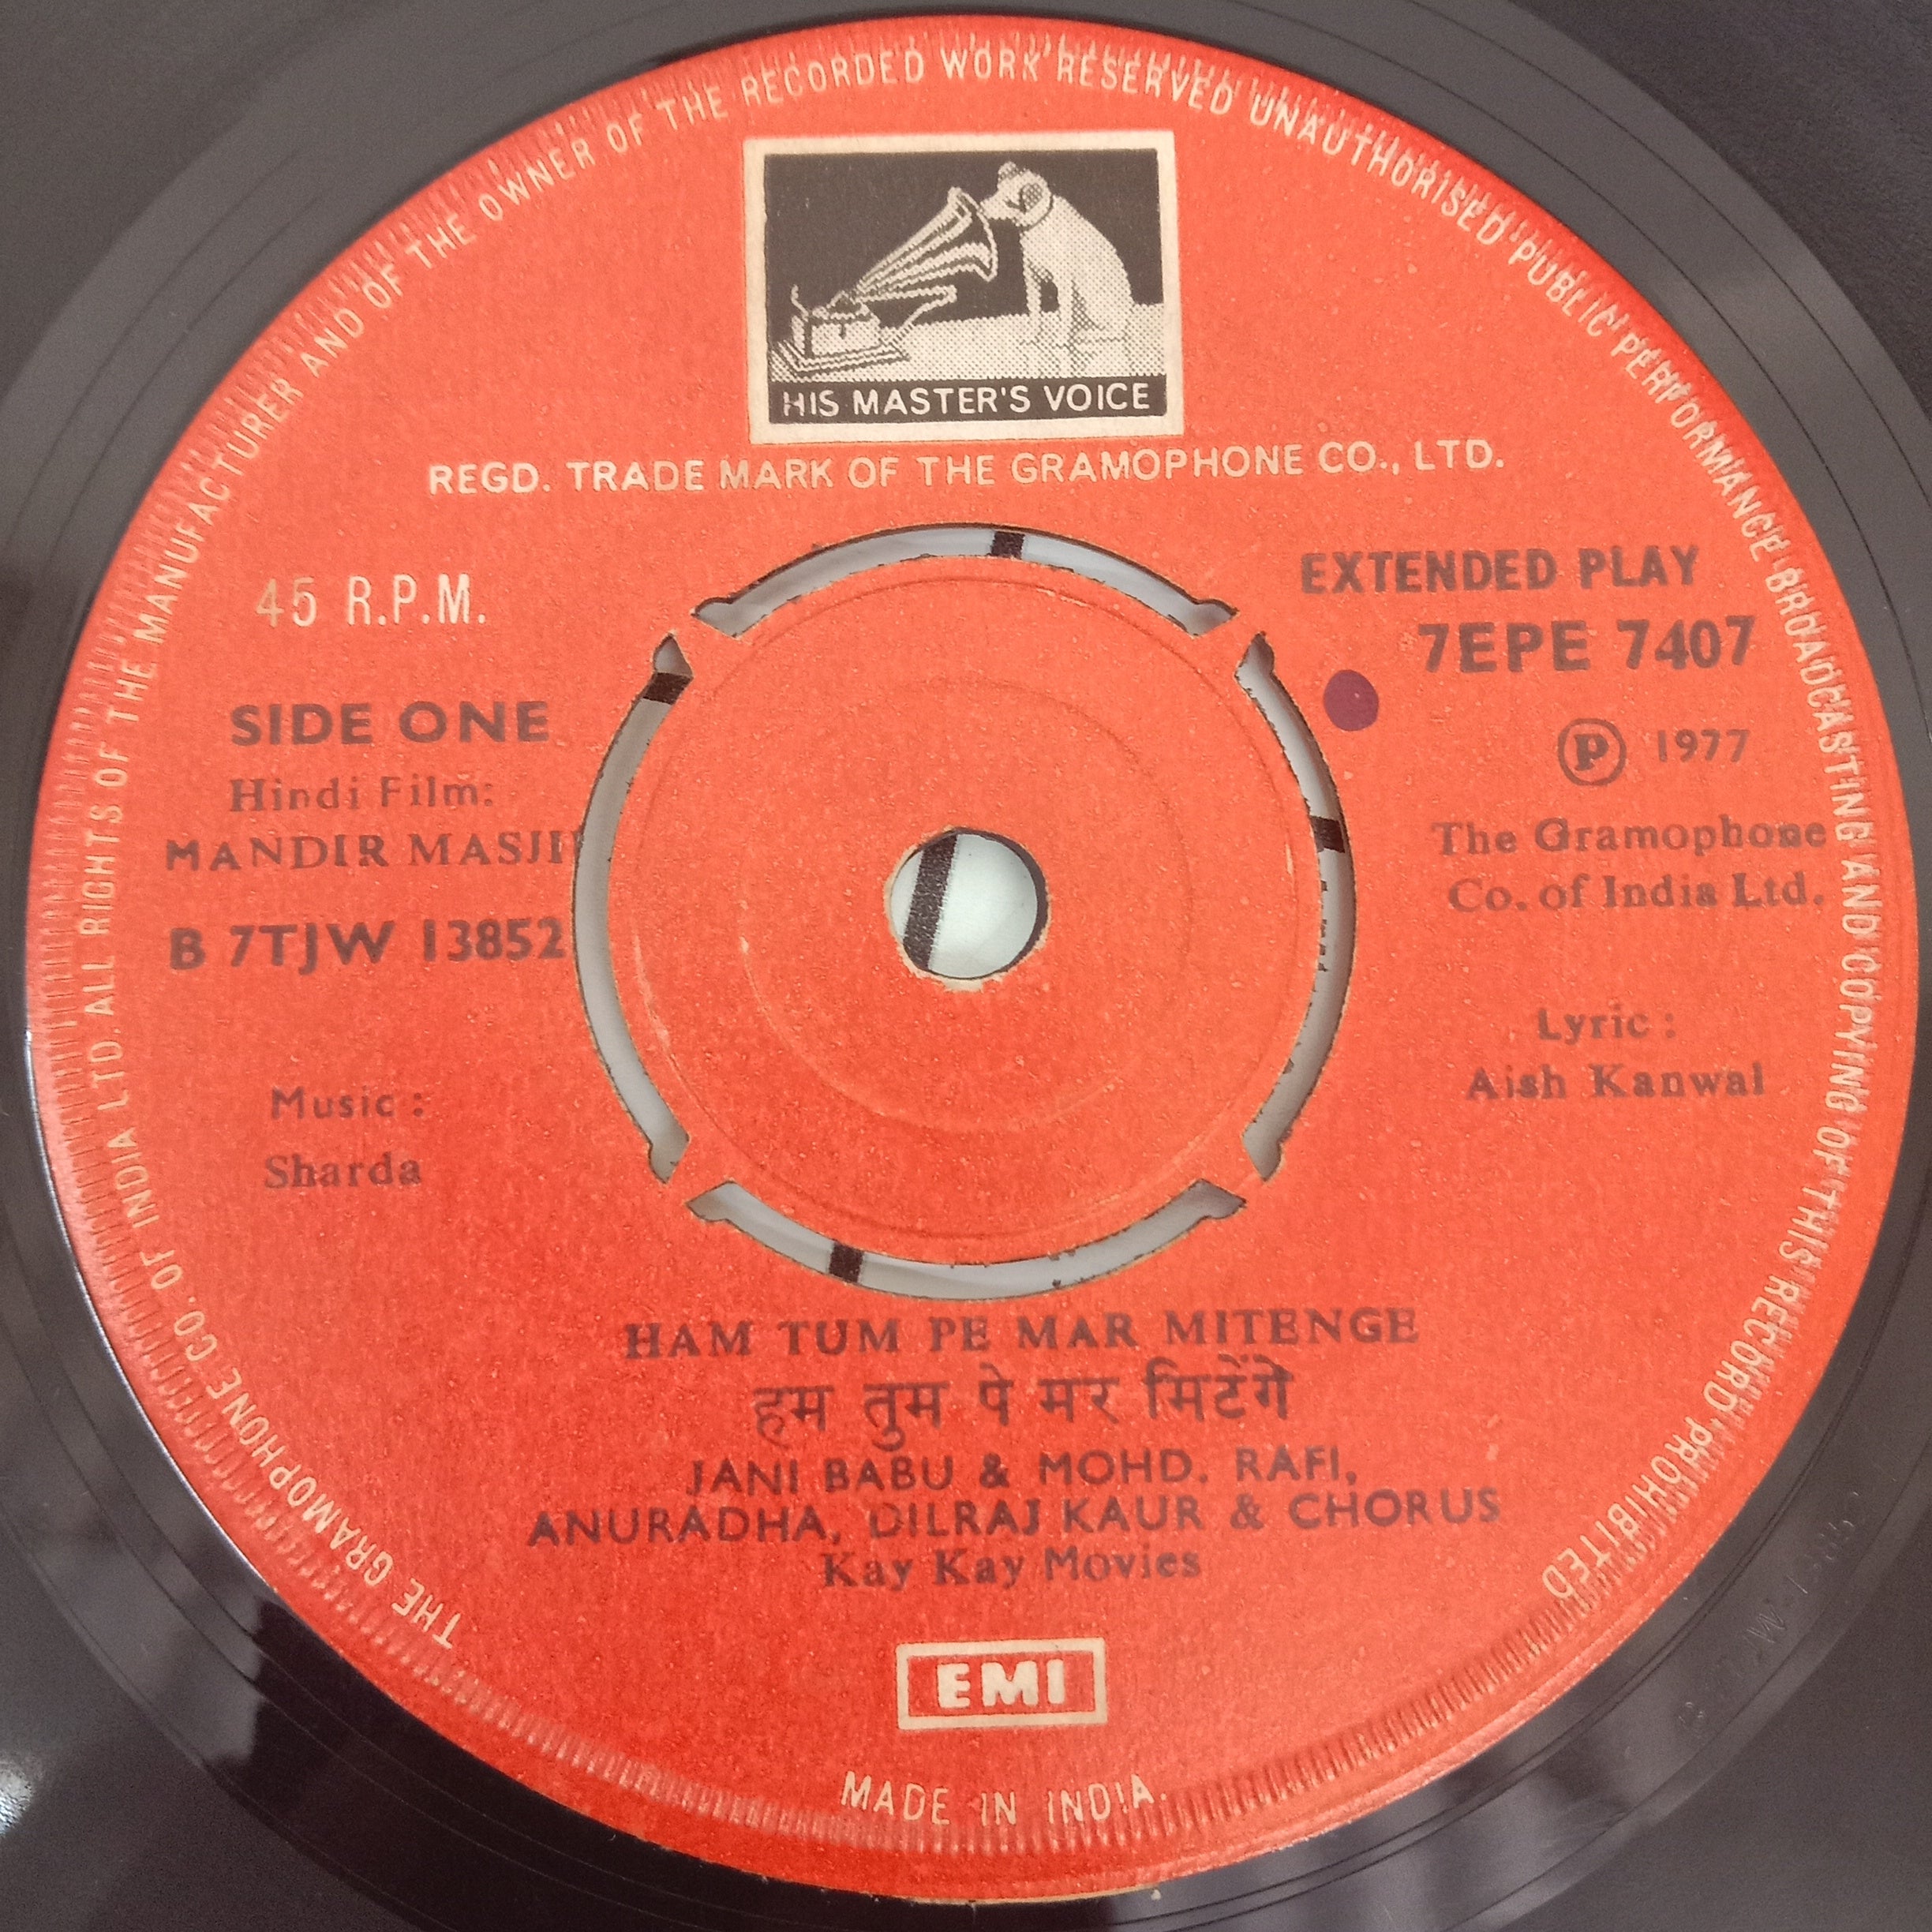 THE GRAMOPHONE CO. OF INDIA LTD. ALL RIGHTS OF THE MANUFACTURER AND OF THE OWNER OF THE RECORDED WORK RESERVED UNAUTHORISED PUBLIC PERFORMANCE BROADCASTING AND COPYING OF THIS RECORD PROHIBITED
HIS MASTER'S VOICE
REGD. TRADE MARK OF THE GRAMOPHONE CO., LTD.
45 R.P.M.
EXTENDED PLAY
7EPE 7407
SIDE ONE
Hindi Film:
MANDIR MASJI
B 7TJW 13852
℗ 1977
The Gramophone
Co. of India Ltd.
Music :
Sharda
Lyric :
Aish Kanwal
HAM TUM PE MAR MITENGE
हम तुम पे मर मिटेंगे
JANI BABU & MOHD. RAFI,
ANURADHA, DILRAJ KAUR & CHORUS
Kay Kay Movies
EMI
MADE IN INDIA.